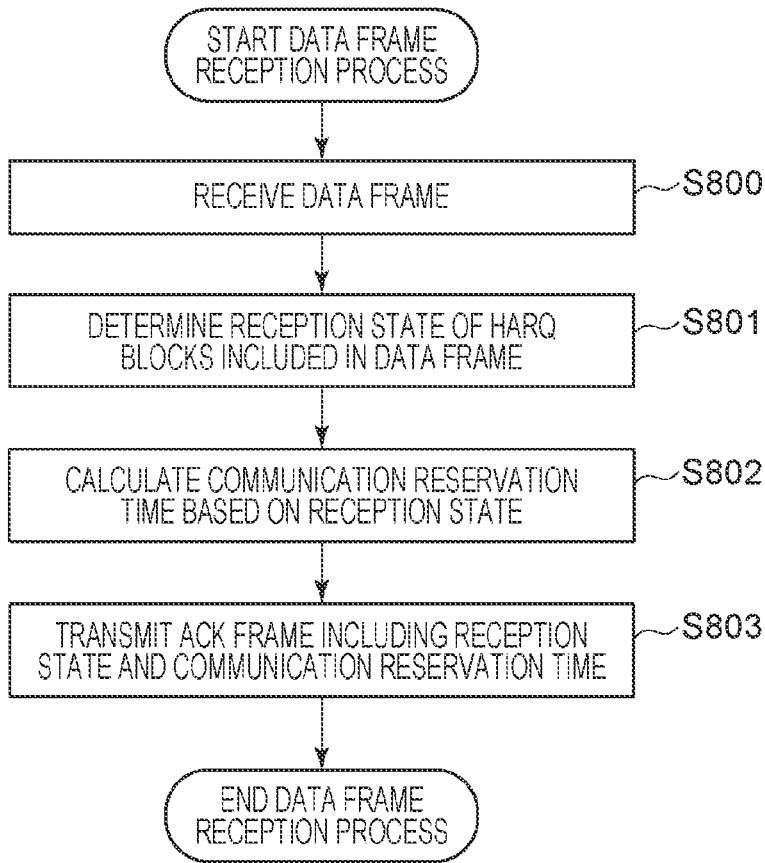 START DATA FRAME
RECEPTION PROCESS
RECEIVE DATA FRAME
S800
DETERMINE RECEPTION STATE OF HARQ
BLOCKS INCLUDED IN DATA FRAME
S801
CALCULATE COMMUNICATION RESERVATION
TIME BASED ON RECEPTION STATE
S802
TRANSMIT ACK FRAME INCLUDING RECEPTION
STATE AND COMMUNICATION RESERVATION TIME
S803
END DATA FRAME
RECEPTION PROCESS